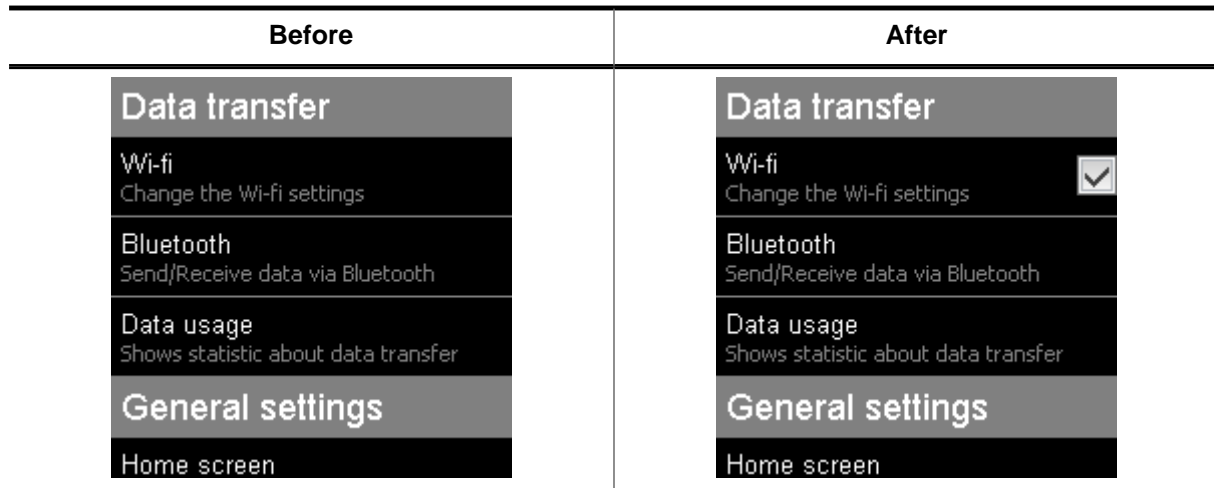 Before
After
Data transfer
Wi-fi
Change the Wi-fi settings
Bluetooth
Send/Receive data via Bluetooth
Data usage
Shows statistic about data transfer
General settings
Home screen
Data transfer
Wi-fi
Change the Wi-fi settings
Bluetooth
Send/Receive data via Bluetooth
Data usage
Shows statistic about data transfer
General settings
Home screen